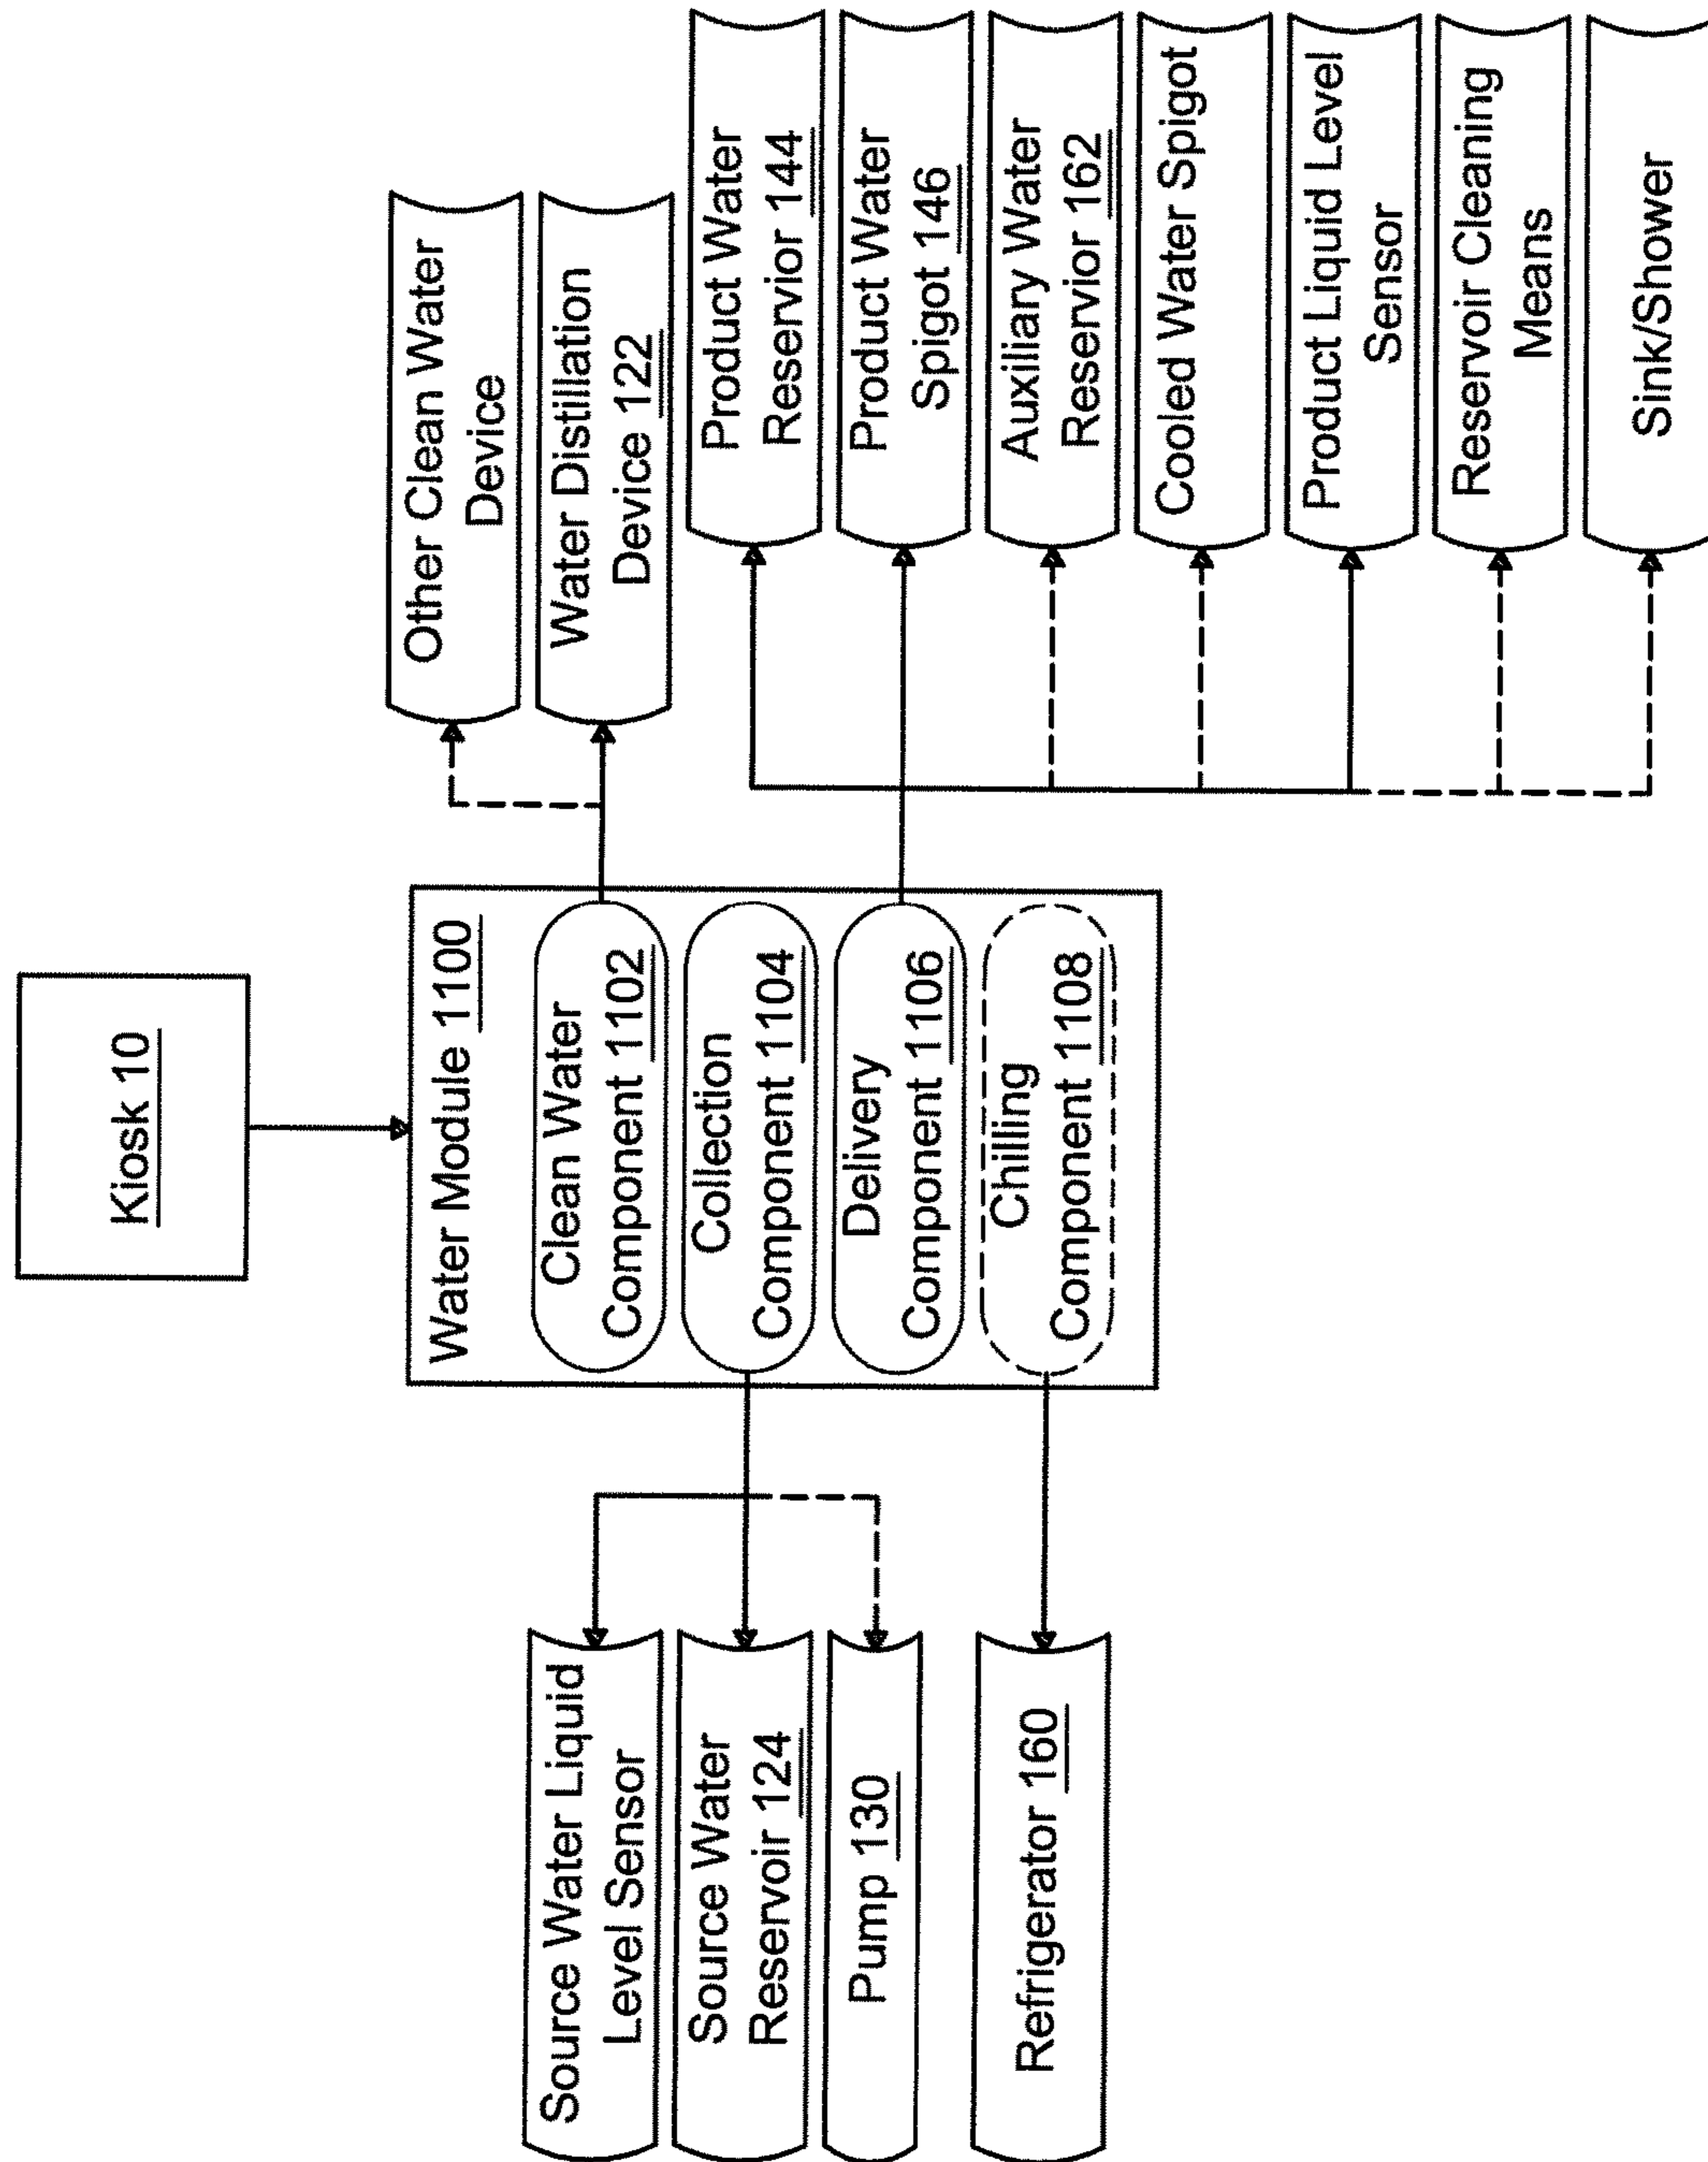 Kiosk 10
Water Module 1100
Clean Water
Component 1102
Collection
Component 1104
Delivery
Component 1106
Chilling
Component 1108
Source Water Liquid
Level Sensor
Source Water
Reservoir 124
Pump 130
Refrigerator 160
Other Clean Water
Device
Water Distillation
Device 122
Product Water
Reservior 144
Product Water
Spigot 146
Auxiliary Water
Reservior 162
Cooled Water Spigot
Product Liquid Level
Sensor
Reservoir Cleaning
Means
Sink/Shower